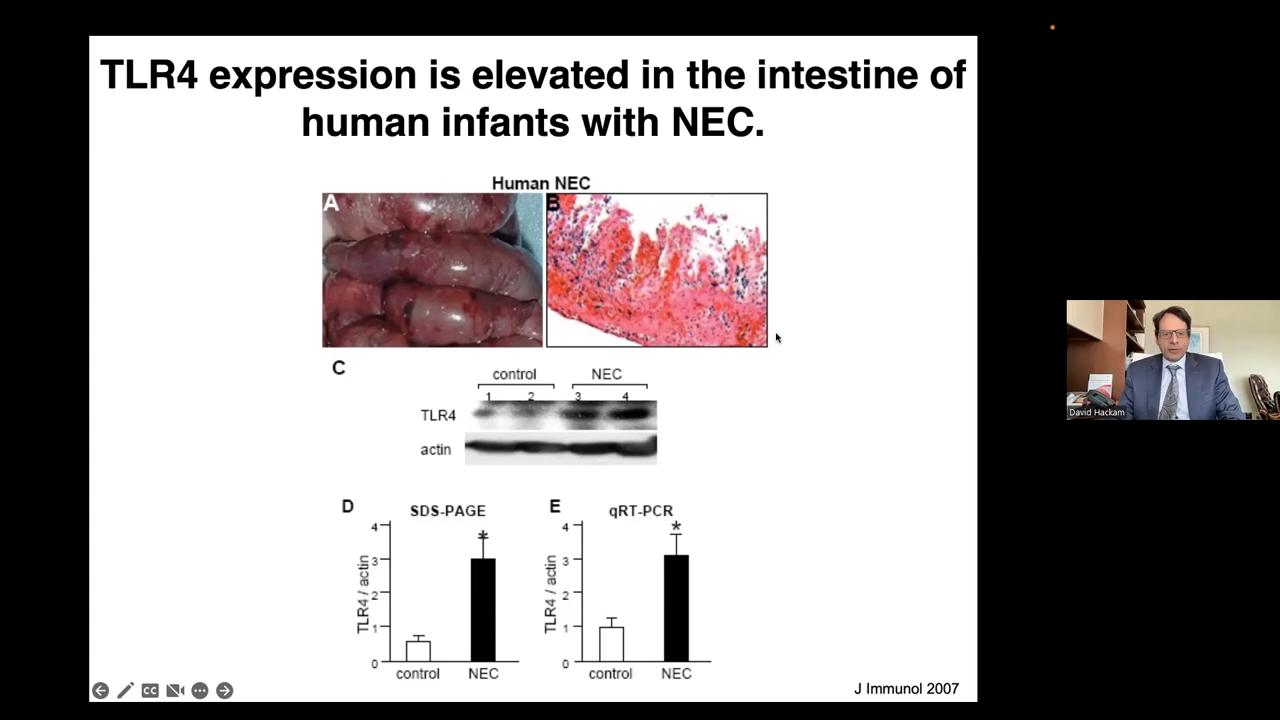 TLR4 expression is elevated in the intestine of
human infants with NEC.
Human NEC
A
B
C
control NEC
1 2 3 4
TLR4
actin
D
SDS-PAGE
TLR4 / actin
4
3
2
1
0
*
control NEC
E
qRT-PCR
TLR4 / actin
4
3
2
1
0
*
control NEC
J Immunol 2007
CC
David Hackam